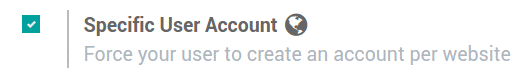 Specific User Account
Force your user to create an account per website